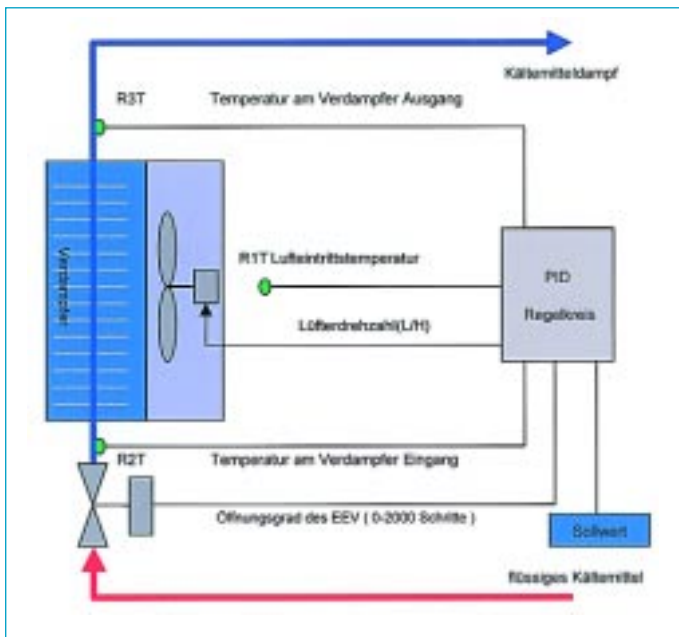 Kältemitteldampf
R3T Temperatur am Verdampfer Ausgang
Verdampfer
R1T Lufteintrittstemperatur
PID
Regelkreis
Lüfterdrehzahl(L/H)
R2T Temperatur am Verdampfer Eingang
Öffnungsgrad des EEV ( 0-2000 Schritte )
Sollwert
flüssiges Kältemittel